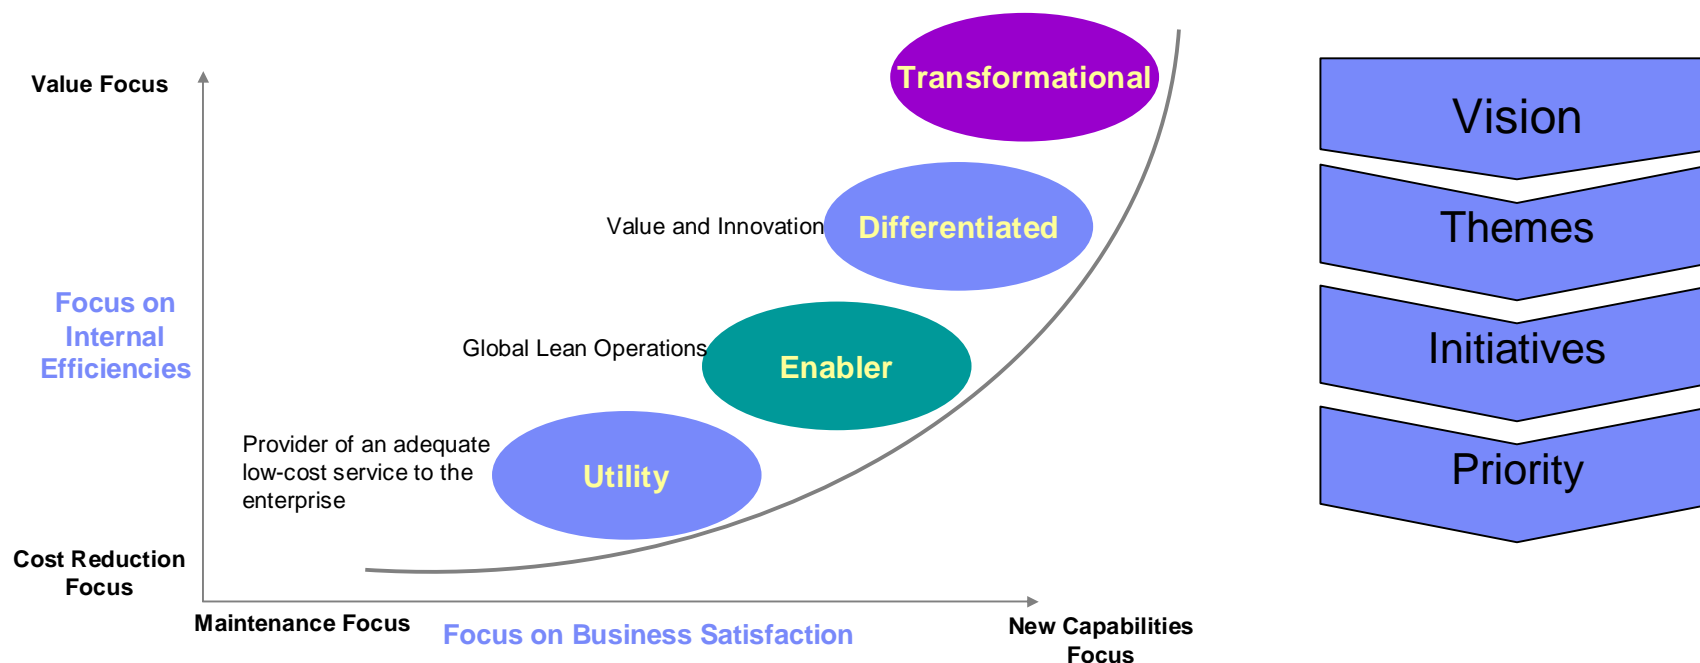 Value Focus
Transformational
Value and Innovation
Differentiated
Focus on
Internal
Efficiencies
Global Lean Operations
Enabler
Provider of an adequate
low-cost service to the
enterprise
Utility
Cost Reduction
Focus
Maintenance Focus
Focus on Business Satisfaction
New Capabilities
Focus
Vision
Themes
Initiatives
Priority